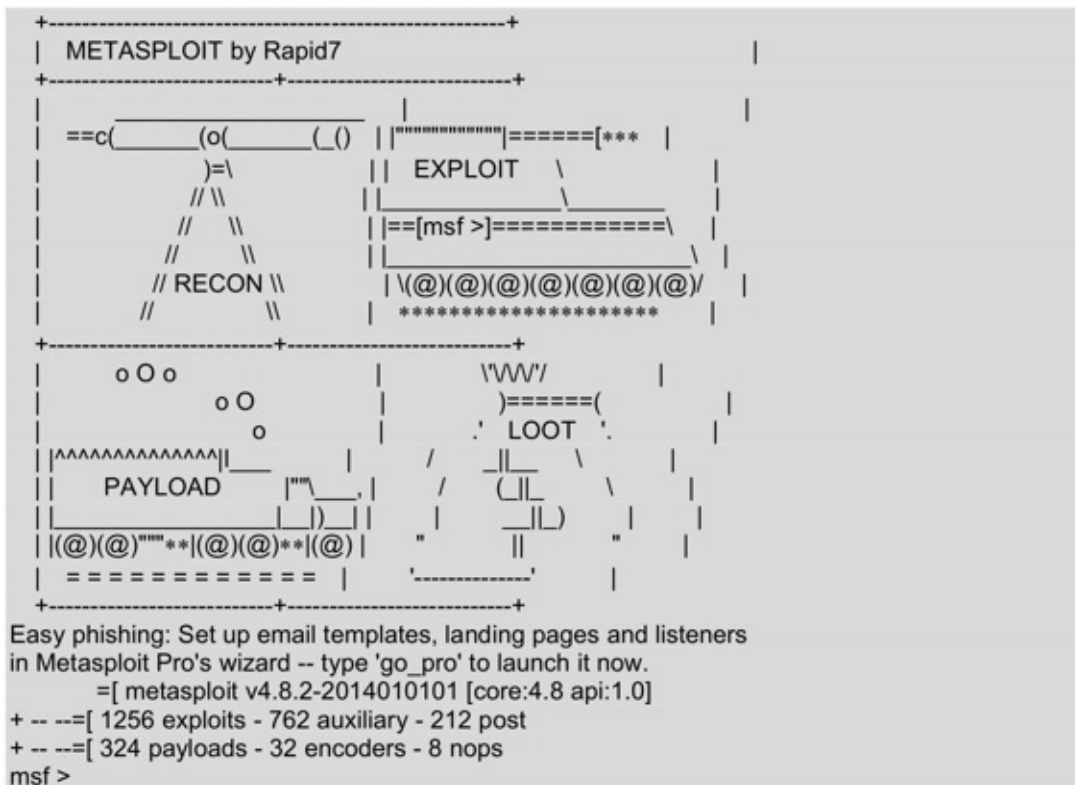 +-------------------------------------------------------+
|    METASPLOIT by Rapid7                                                              |
+---------------------------+---------------------------+
|          __________________          |                                                |
|   ==c(______(o(______(_()   | |""""""""""""|======[***   |
|                        )=\                    | |    EXPLOIT     \                      |
|                      // \\                    | |_____________\_______        |
|                    //     \\                  | |==[msf >]============\     |
|                  //         \\                | |______________________\   |
|                // RECON \\               | \(@)(@)(@)(@)(@)(@)(@)/     |
|               //                \\            |   *********************       |
+---------------------------+---------------------------+
|          o O o                           |              \'\/\/\/'/              |
|                       o O                |                )======(               |
|                            o               |            .'   LOOT   '.             |
| |^^^^^^^^^^^^^^|l___            |         /       _||__     \           |
| |      PAYLOAD        |""\___, |        /       (_||_        \         |
| |________________|__|)__| |        |        __||_)        |        |
| |(@)(@)"""**|(@)(@)**|(@) |       "           ||           "        |
|   = = = = = = = = = = = =   |        '--------------'          |
+---------------------------+---------------------------+
Easy phishing: Set up email templates, landing pages and listeners
in Metasploit Pro's wizard -- type 'go_pro' to launch it now.
=[ metasploit v4.8.2-2014010101 [core:4.8 api:1.0]
+ -- --=[ 1256 exploits - 762 auxiliary - 212 post
+ -- --=[ 324 payloads - 32 encoders - 8 nops
msf >